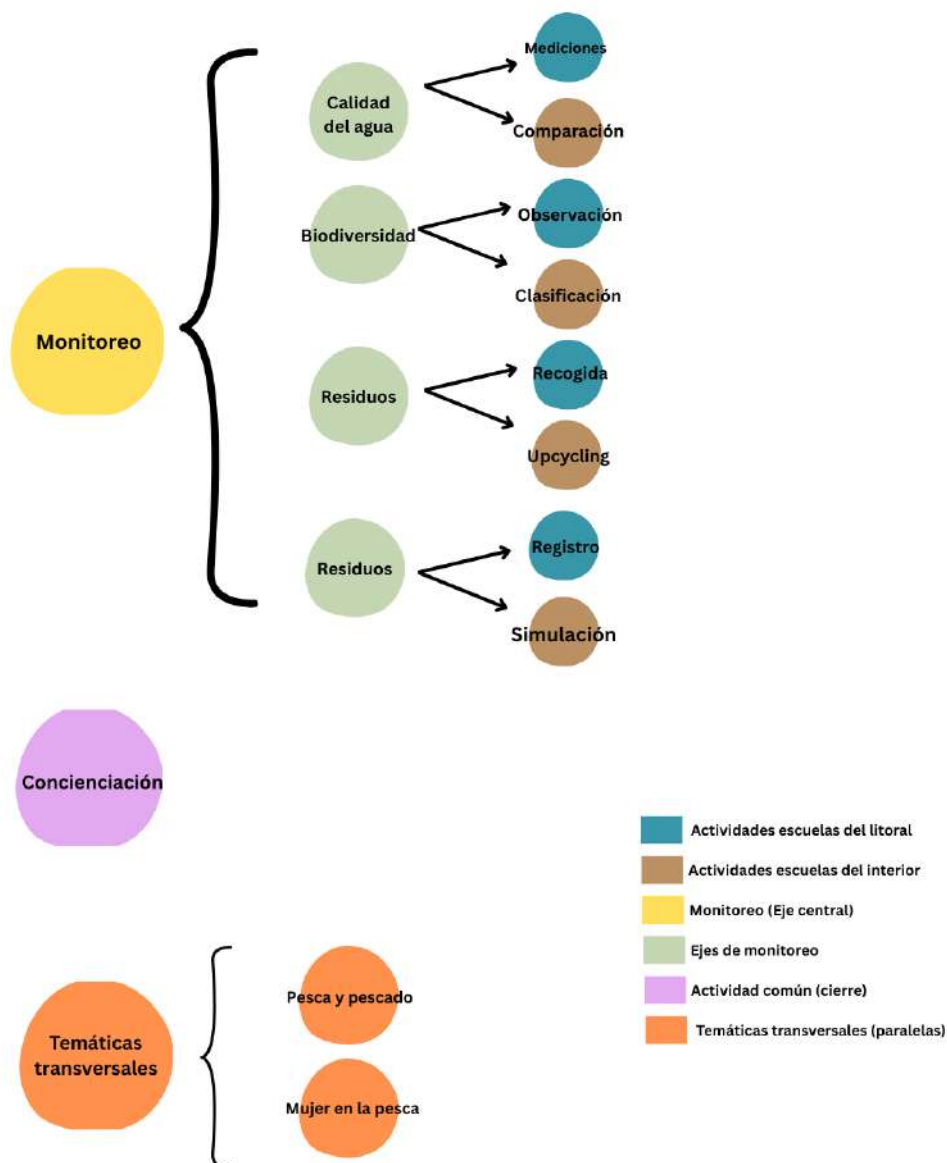 Mediciones
Calidad
del agua
Comparación
Observación
Biodiversidad
Clasificación
Monitoreo
Recogida
Residuos
Upcycling
Registro
Residuos
Simulación
Concienciación
Actividades escuelas del litoral
Actividades escuelas del interior
Monitoreo (Eje central)
Ejes de monitoreo
Actividad común (cierre)
Temáticas transversales (paralelas)
Pesca y pescado
Temáticas
transversales
Mujer en la pesca